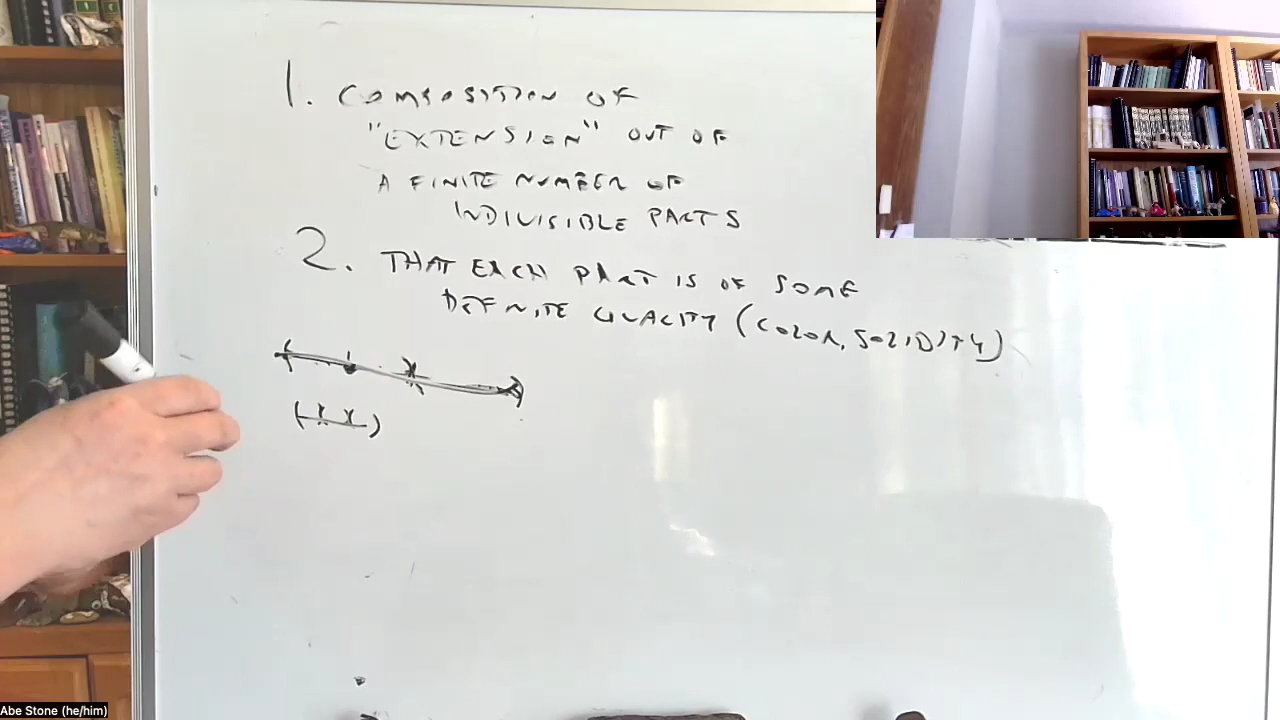 1. COMPOSITION OF
"EXTENSION" OUT OF
A FINITE NUMBER OF
INDIVISIBLE PARTS
2. THAT EACH PART IS OF SOME
DEFINITE QUALITY (COLOR, SOLIDITY)
Abe Stone (he/him)